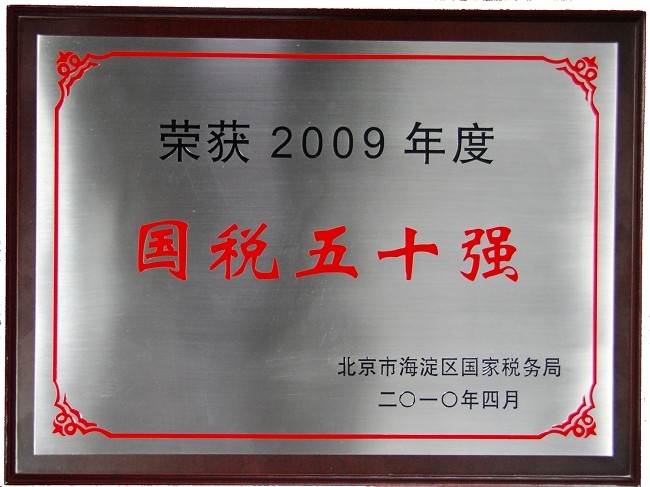 荣获 2009 年度
国税五十强
北京市海淀区国家税务局
二〇一〇年四月